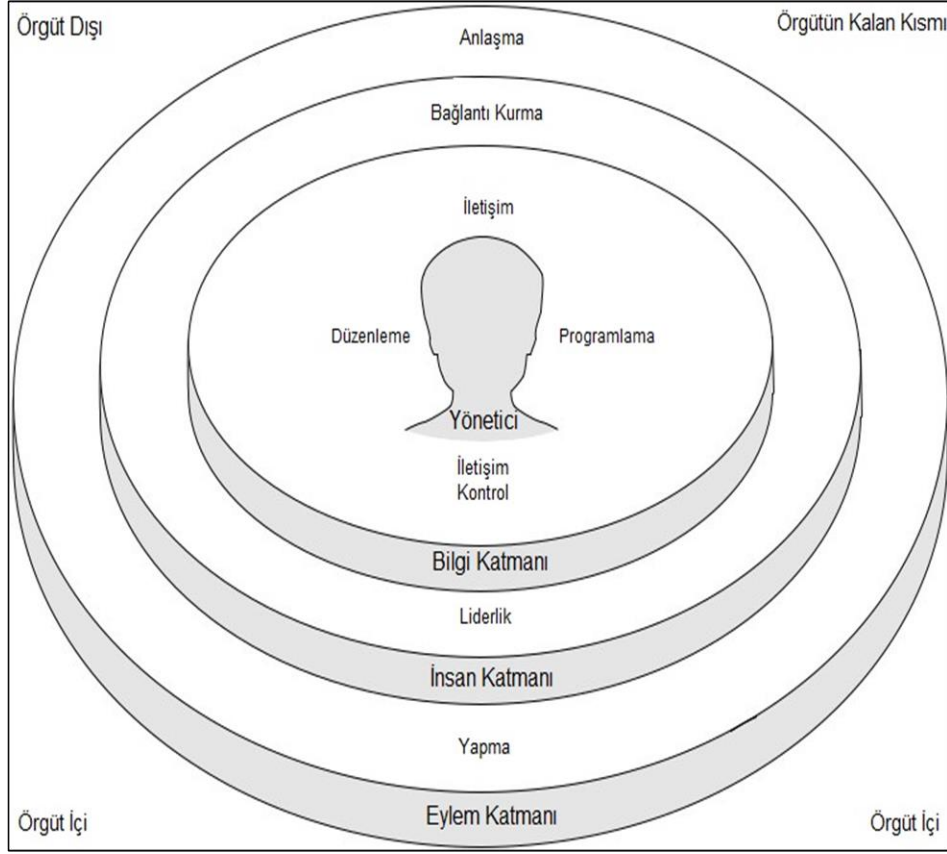 Örgüt Dışı
Örgütün Kalan Kısmı
Anlaşma
Bağlantı Kurma
İletişim
Düzenleme
Programlama
Yönetici
İletişim
Kontrol
Bilgi Katmanı
Liderlik
İnsan Katmanı
Yapma
Eylem Katmanı
Örgüt İçi
Örgüt İçi